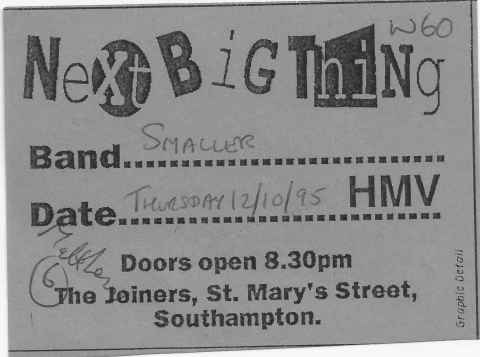 Next Big Thing W60
Band Smaller
Date Thursday 12/10/95 HMV
Doors open 8.30pm
6
The Joiners, St. Mary's Street,
Southampton.
Graphic Detail